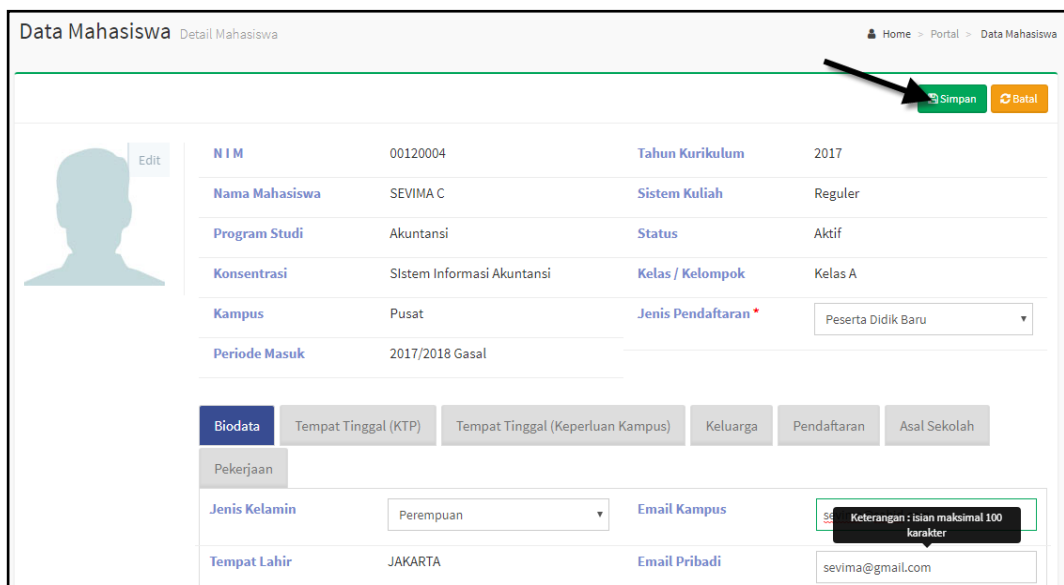 Data Mahasiswa Detail Mahasiswa
Home > Portal > Data Mahasiswa
Simpan Batal
Edit
N I M 00120004 Tahun Kurikulum 2017
Nama Mahasiswa SEVIMA C Sistem Kuliah Reguler
Program Studi Akuntansi Status Aktif
Konsentrasi SIstem Informasi Akuntansi Kelas / Kelompok Kelas A
Kampus Pusat Jenis Pendaftaran * Peserta Didik Baru
Periode Masuk 2017/2018 Gasal
Biodata Tempat Tinggal (KTP) Tempat Tinggal (Keperluan Kampus) Keluarga Pendaftaran Asal Sekolah
Pekerjaan
Jenis Kelamin Perempuan Email Kampus
Keterangan : isian maksimal 100
karakter
Tempat Lahir JAKARTA Email Pribadi sevima@gmail.com